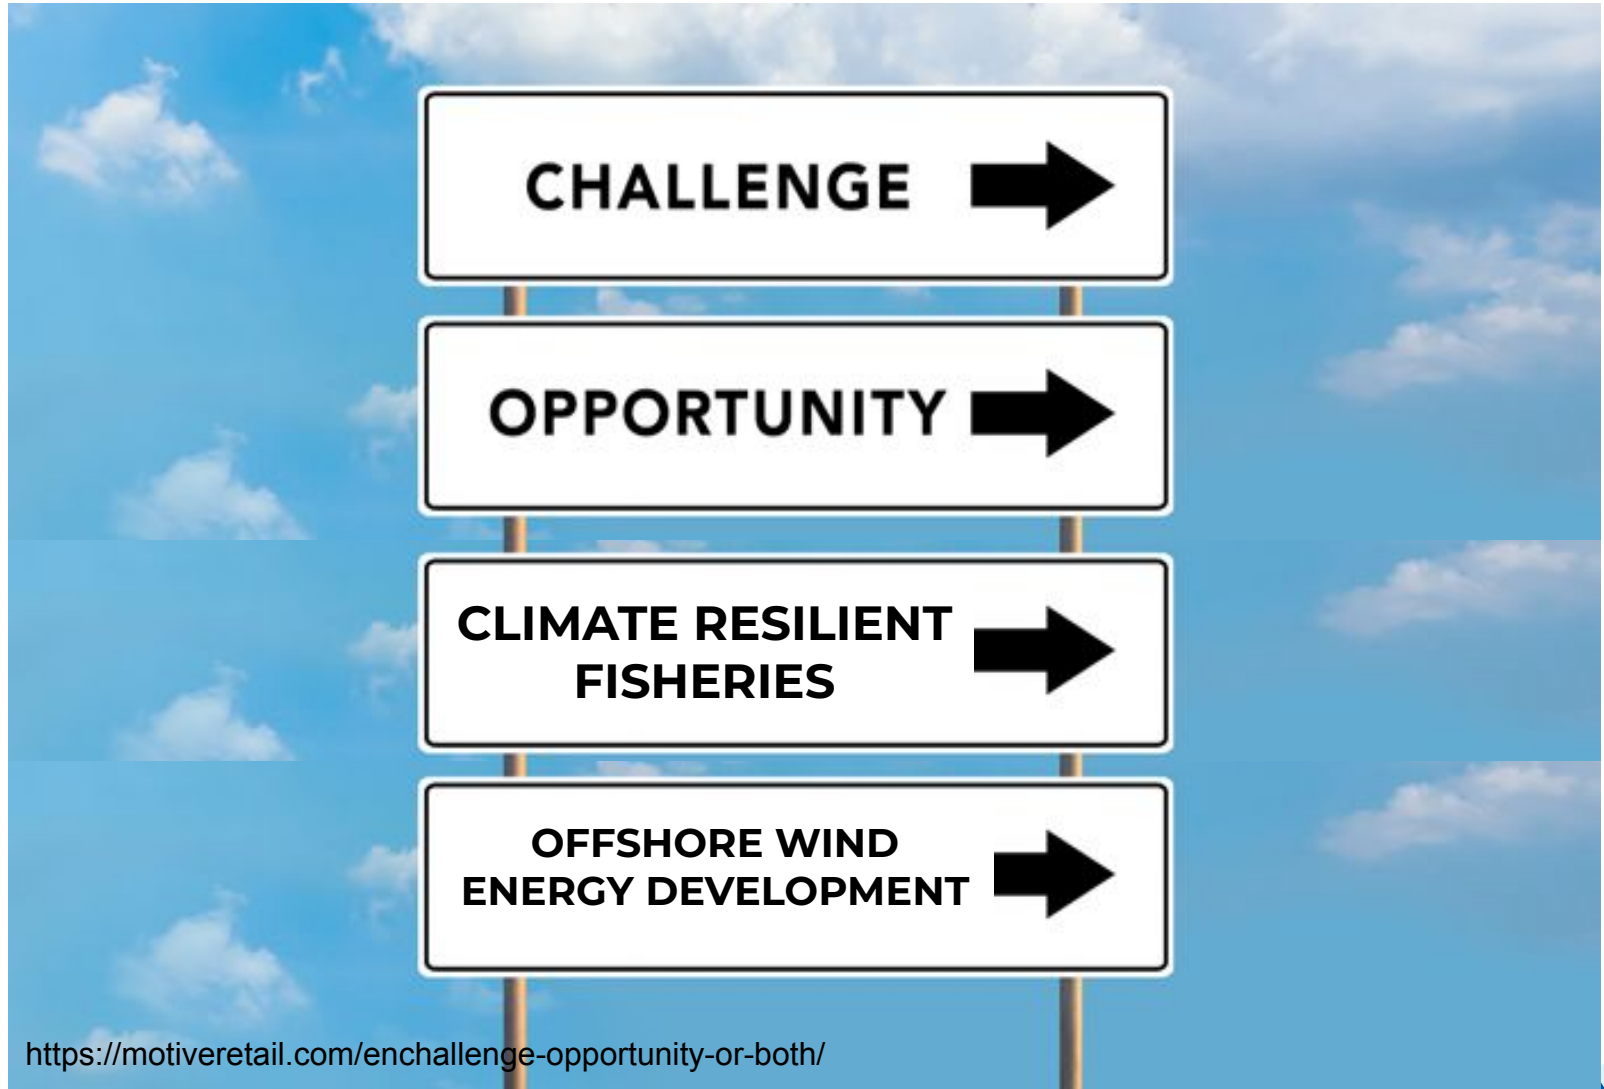 CHALLENGE
OPPORTUNITY
CLIMATE RESILIENT
FISHERIES
OFFSHORE WIND
ENERGY DEVELOPMENT
https://motiveretail.com/enchallenge-opportunity-or-both/